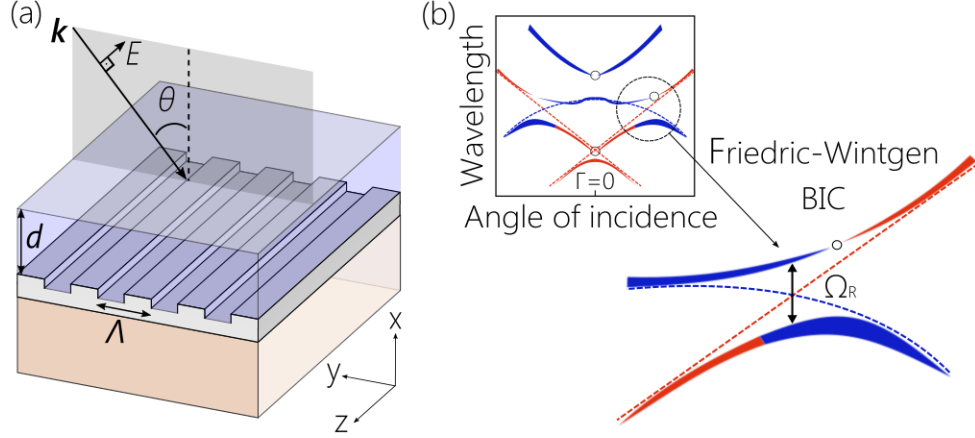 (a)
k
E
θ
d
Λ
x
y
z
(b)
Wavelength
Γ=0
Angle of incidence
Friedric-Wintgen
BIC
ΩR